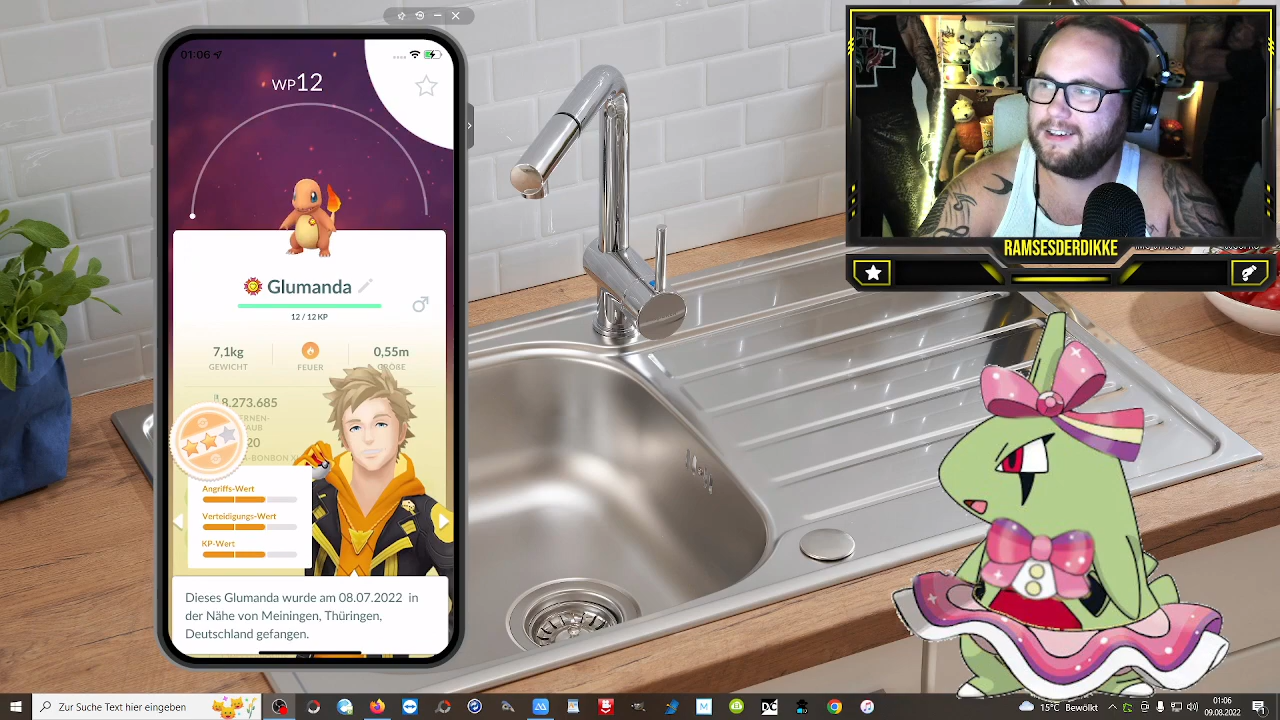 01:06
WP12
Glumanda
12 / 12 KP
7,1kg
GEWICHT
FEUER
0,55m
GRÖßE
8.273.685
20
Angriffs-Wert
Verteidigungs-Wert
KP-Wert
Dieses Glumanda wurde am 08.07.2022 in
der Nähe von Meiningen, Thüringen,
Deutschland gefangen.
RAMSESDERDIKKE
Zur Suche Text hier eingeben
15°C Bewölkt
01:06
09.08.2022